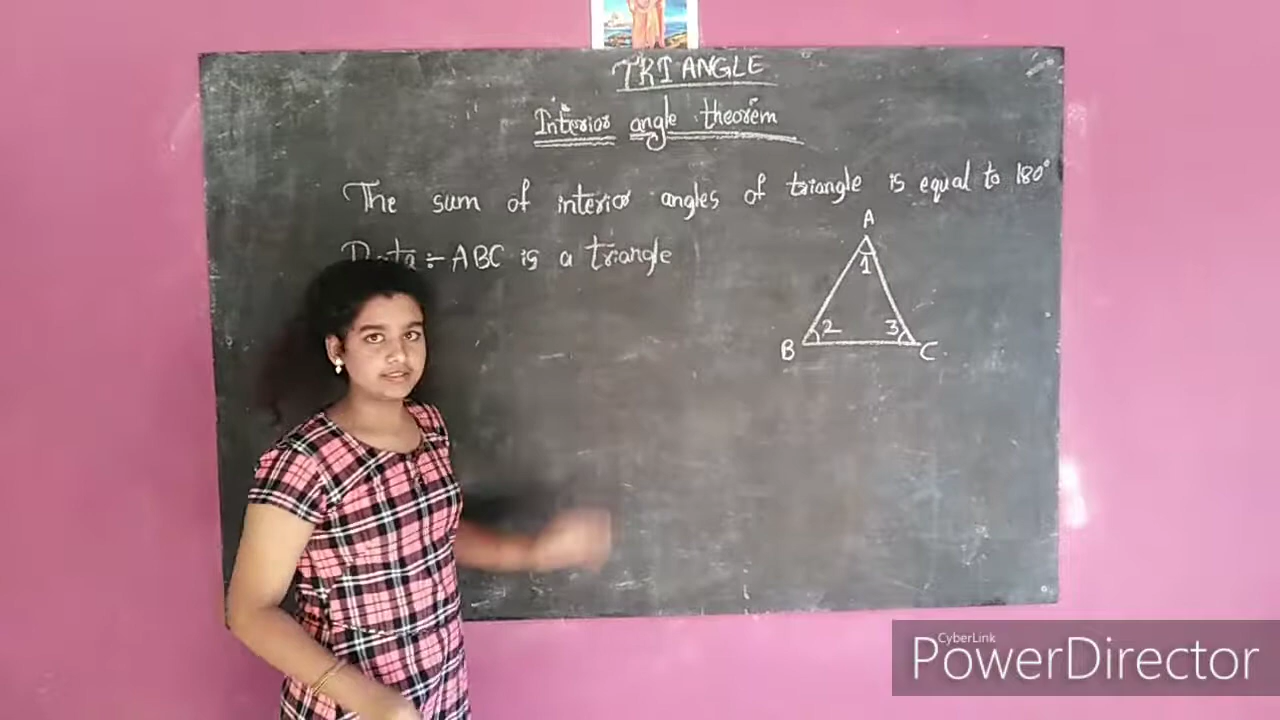 TRIANGLE
Interior angle theorem
The sum of interior angles of triangle is equal to 180°
Data ÷ ABC is a triangle
A
1
2
3
B
C
CyberLink
PowerDirector